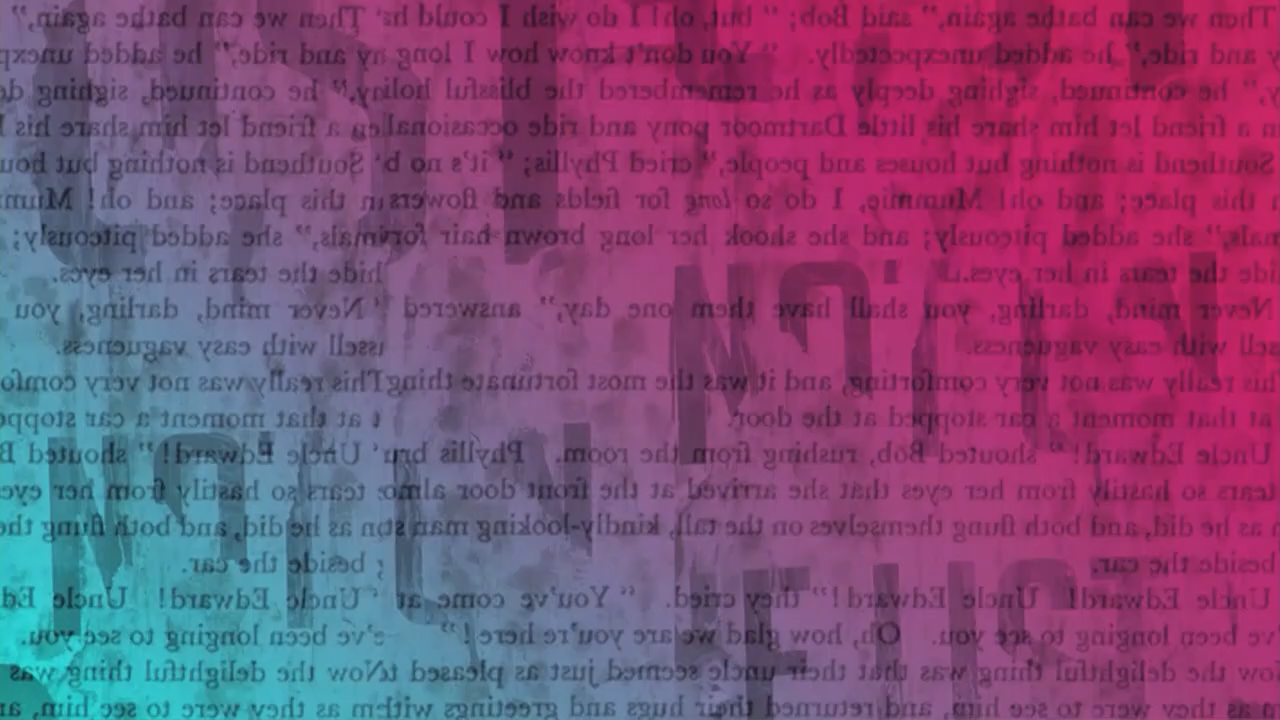 Then we can bathe again," said Bob; " but, oh! I do wish I could ha Then we can bathe again,"
y and ride," he added unexpectedly. " You don't know how I long ny and ride," he added unexp
y," he continued, sighing deeply as he remembered the blissful holiy," he continued, sighing de
n a friend let him share his little Dartmoor pony and ride occasional en a friend let him share his l
Southend is nothing but houses and people," cried Phyllis; " it's no b Southend is nothing but hou
n this place; and oh! Mummie, I do so long for fields and flowers in this place; and oh! Mum
nals," she added piteously; and she shook her long brown hair for mals," she added piteously;
ide the tears in her eyes. hide the tears in her eyes.
Never mind, darling, you shall have them one day," answered " Never mind, darling, you
sell with easy vagueness. ssell with easy vagueness.
his really was not very comforting, and it was the most fortunate thing This really was not very comfo
at that moment a car stopped at the door. t at that moment a car stoppe
Uncle Edward! " shouted Bob, rushing from the room. Phyllis bru " Uncle Edward! " shouted B
tears so hastily from her eyes that she arrived at the front door almo tears so hastily from her eye
n as he did, and both flung themselves on the tall, kindly-looking man st on as he did, and both flung the
beside the car. ; beside the car.
Uncle Edward! Uncle Edward! " they cried. " You've come at " Uncle Edward! Uncle Ed
've been longing to see you. Oh, how glad we are you're here! " e've been longing to see you.
ow the delightful thing was that their uncle seemed just as pleased t Now the delightful thing was
n as they were to see him, and returned their hugs and greetings with m as they were to see him, an